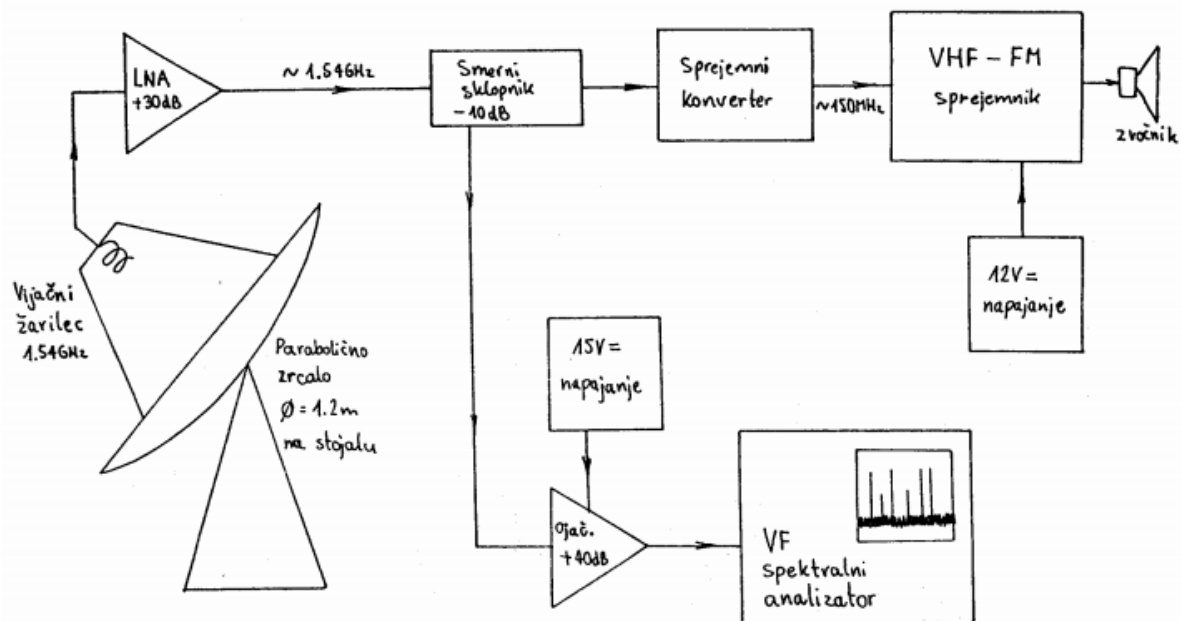 LNA
+30dB
~ 1.54GHz
Smerni
sklopnik
-10dB
Sprejemni
konverter
~150MHz
VHF - FM
sprejemnik
zvočnik
12V=
napajanje
Vijačni
žarilec
1.54GHz
Parabolično
zrcalo
Ø = 1.2m
na stojalu
15V=
napajanje
Ojač.
+40dB
VF
spektralni
analizator